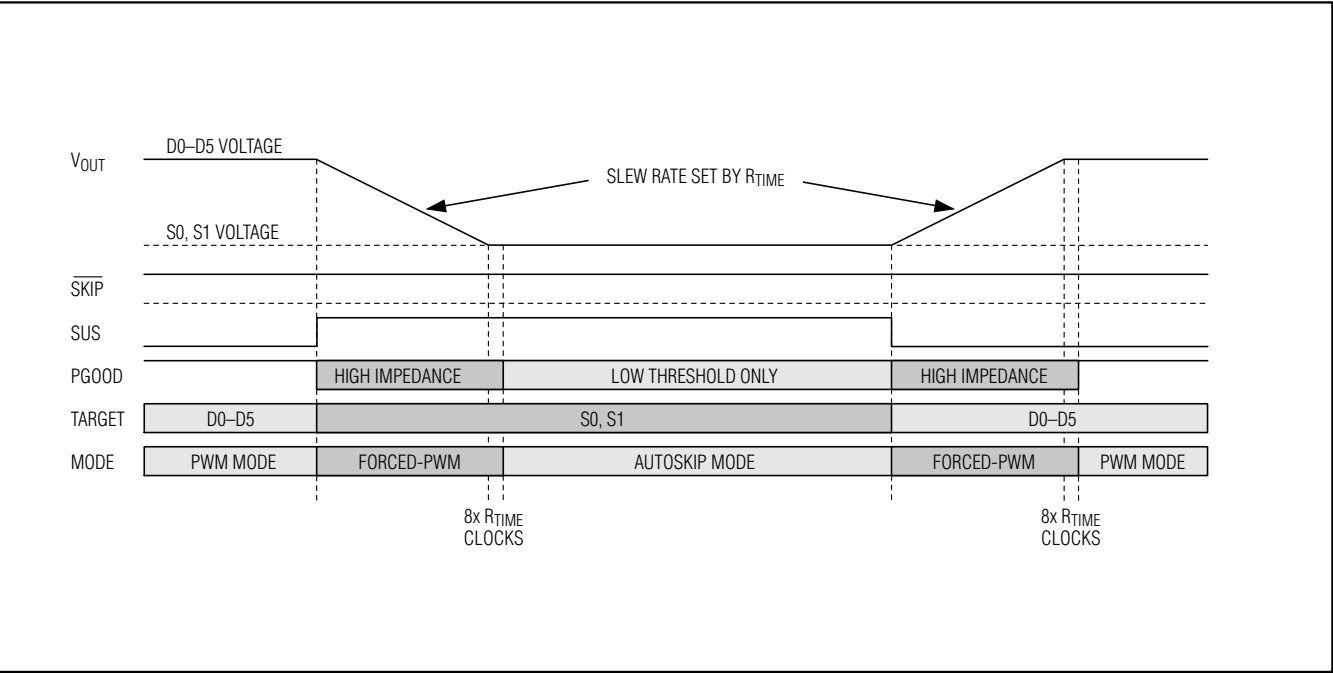 D0–D5 VOLTAGE
VOUT
SLEW RATE SET BY RTIME
S0, S1 VOLTAGE
SKIP
SUS
PGOOD HIGH IMPEDANCE LOW THRESHOLD ONLY HIGH IMPEDANCE
TARGET D0–D5 S0, S1 D0–D5
MODE PWM MODE FORCED-PWM AUTOSKIP MODE FORCED-PWM PWM MODE
8x RTIME 8x RTIME
CLOCKS CLOCKS